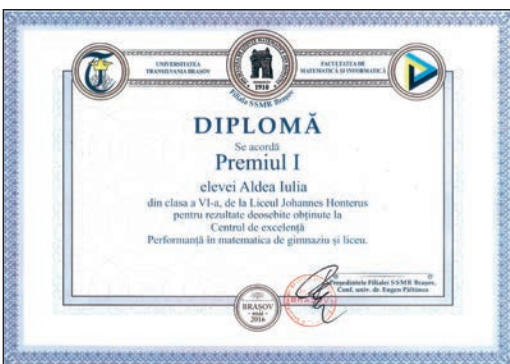 UNIVERSITATEA
TRANSILVANIA BRAȘOV
FACULTATEA DE
MATEMATICĂ ȘI INFORMATICĂ
1910
Filiala SSMR Brașov
DIPLOMĂ
Se acordă
Premiul I
elevei Aldea Iulia
din clasa a VI-a, de la Liceul Johannes Honterus
pentru rezultate deosebite obținute la
Centrul de excelență
Performanță în matematica de gimnaziu și liceu.
Președintele Filialei SSMR Brașov,
Conf. univ. dr. Eugen Păltânea
BRASOV
- mai -
2016